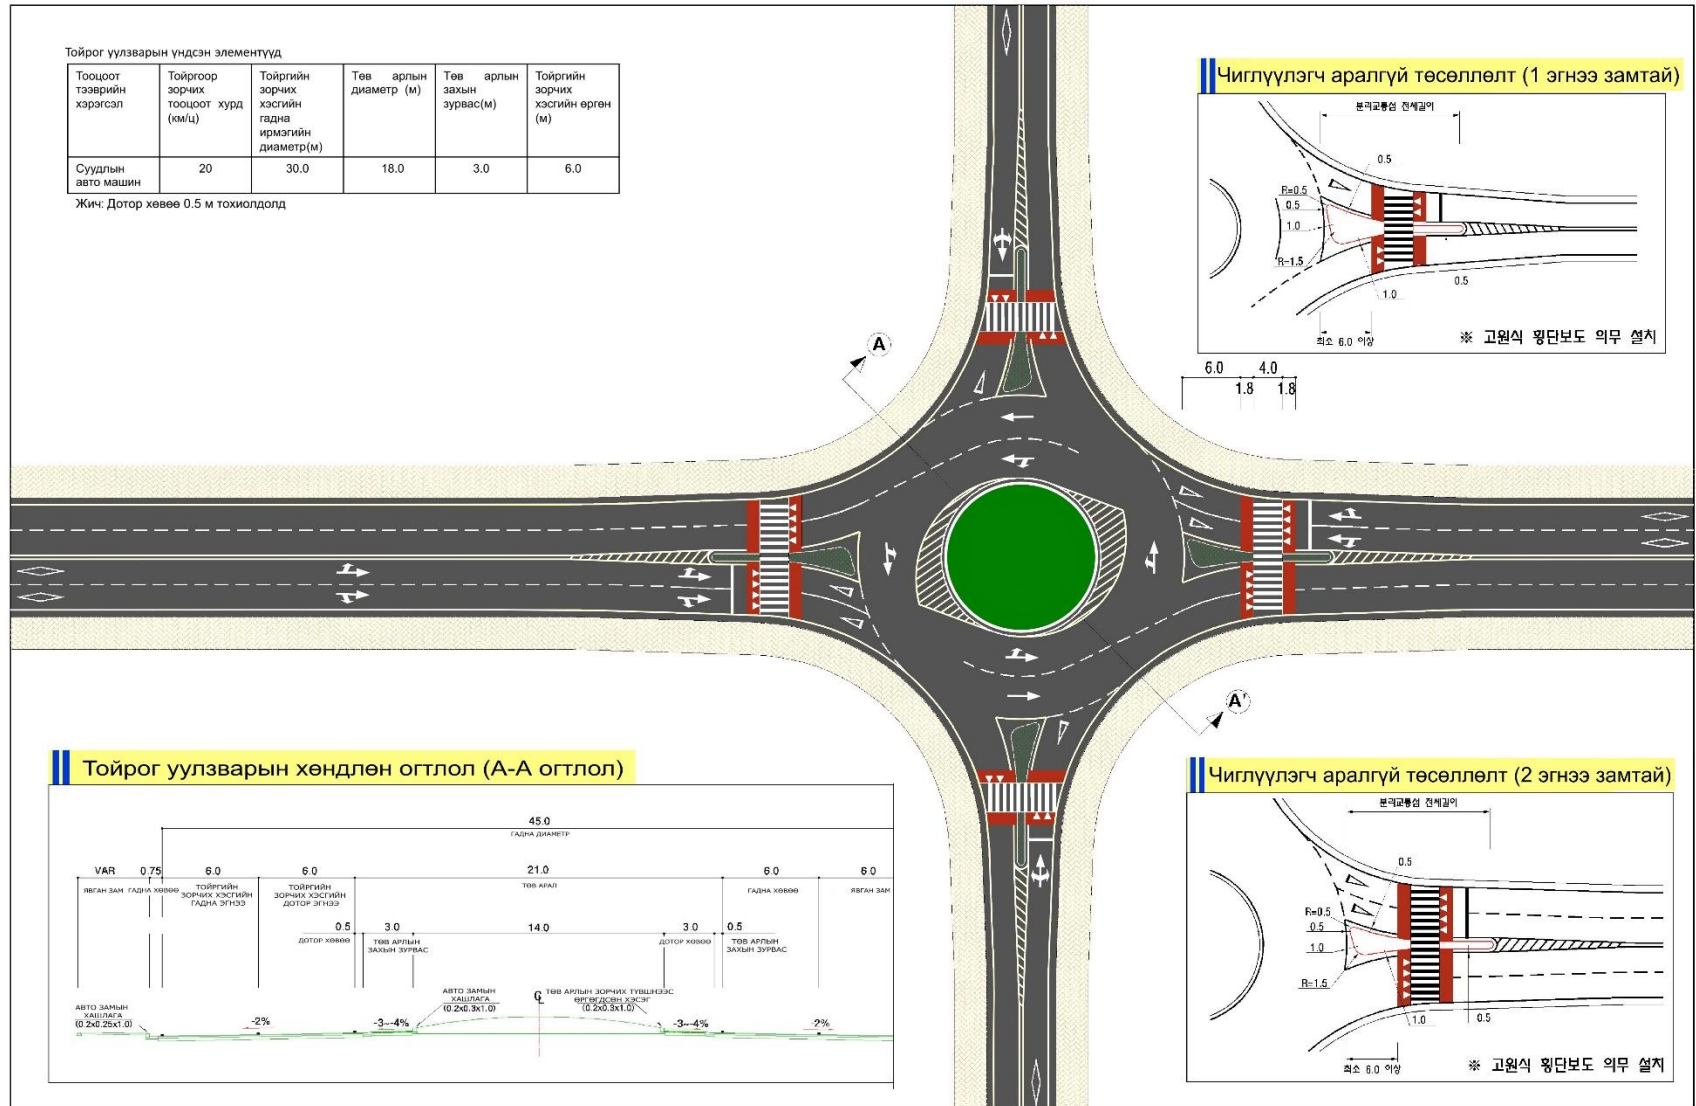 Тойрог уулзварын үндсэн элементүүд
Тооцоот тээврийн хэрэгсэл
Тойргоор зорчих тооцоот хурд (км/ц)
Тойргийн зорчих хэсгийн гадна ирмэгийн диаметр(м)
Төв арлын диаметр (м)
Төв арлын захын зурвас(м)
Тойргийн зорчих хэсгийн өргөн (м)
Суудлын авто машин
20
30.0
18.0
3.0
6.0
Жич: Дотор хөвөө 0.5 м тохиолдолд
Чиглүүлэгч аралгүй төсөллөлт (1 эгнээ замтай)
분리교통섬 전체길이
0.5
R=0.5
0.5
1.0
R=1.5
0.5
1.0
최소 6.0 이상
※ 고원식 횡단보도 의무 설치
6.0
4.0
1.8
1.8
A
A'
Тойрог уулзварын хөндлөн огтлол (А-А огтлол)
45.0
ГАДНА ДИАМЕТР
VAR
0.75
6.0
6.0
21.0
6.0
6.0
ЯВГАН ЗАМ
ГАДНА ХӨВӨӨ
ТОЙРГИЙН ЗОРЧИХ ХЭСГИЙН ГАДНА ЭГНЭЭ
ТОЙРГИЙН ЗОРЧИХ ХЭСГИЙН ДОТОР ЭГНЭЭ
ТӨВ АРАЛ
ГАДНА ХӨВӨӨ
ЯВГАН ЗАМ
0.5
3.0
14.0
3.0
0.5
ДОТОР ХӨВӨӨ
ТӨВ АРЛЫН ЗАХЫН ЗУРВАС
ДОТОР ХӨВӨӨ
ТӨВ АРЛЫН ЗАХЫН ЗУРВАС
АВТО ЗАМЫН ХАШЛАГА
(0.2x0.25x1.0)
АВТО ЗАМЫН ХАШЛАГА
(0.2x0.3x1.0)
ТӨВ АРЛЫН ЗОРЧИХ ТҮВШНЭЭС ӨРГӨГДСӨН ХЭСЭГ
(0.2x0.3x1.0)
-2%
-3~-4%
-3~-4%
-2%
Чиглүүлэгч аралгүй төсөллөлт (2 эгнээ замтай)
분리교통섬 전체길이
0.5
R=0.5
0.5
1.0
R=1.5
1.0
0.5
최소 6.0 이상
※ 고원식 횡단보도 의무 설치